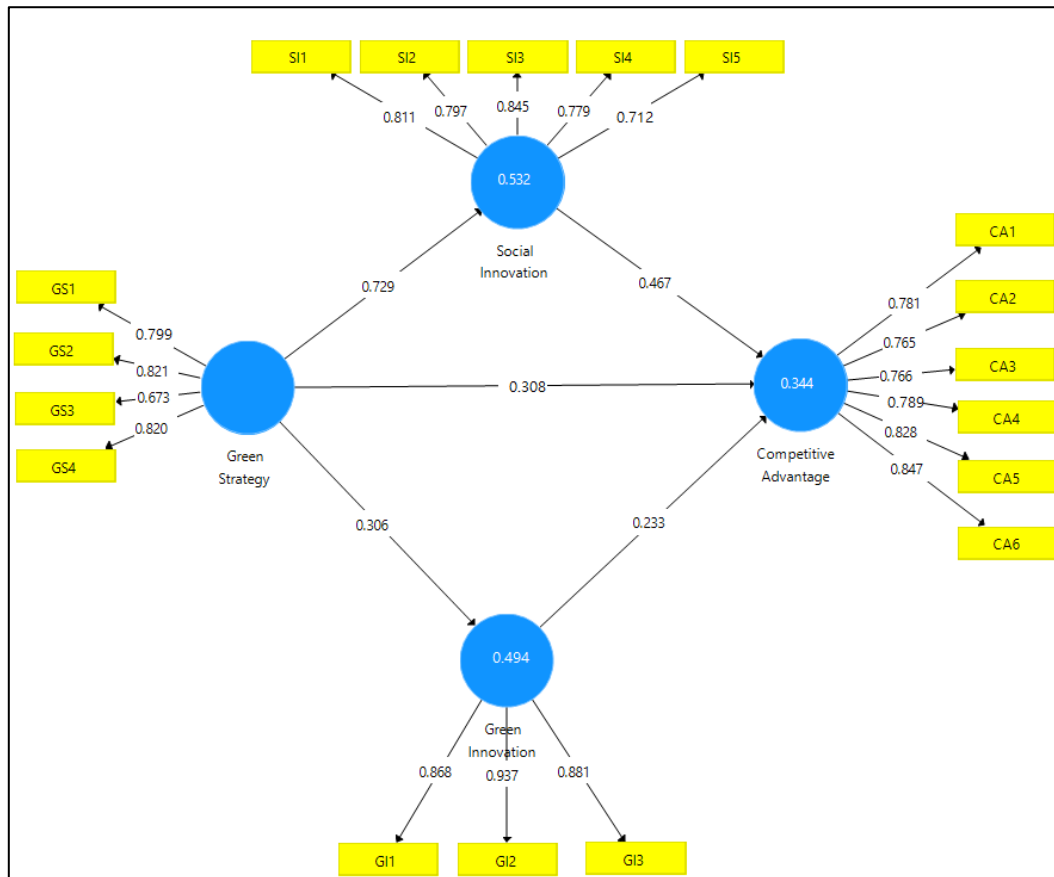 SI1 SI2 SI3 SI4 SI5
0.811 0.797 0.845 0.779 0.712
0.532
Social
Innovation
0.729
0.467
GS1
GS2
GS3
GS4
0.799
0.821
0.673
0.820
Green
Strategy
0.308
0.344
Competitive
Advantage
0.781
0.765
0.766
0.789
0.828
0.847
CA1
CA2
CA3
CA4
CA5
CA6
0.306
0.233
0.494
Green
Innovation
0.868 0.937 0.881
GI1 GI2 GI3